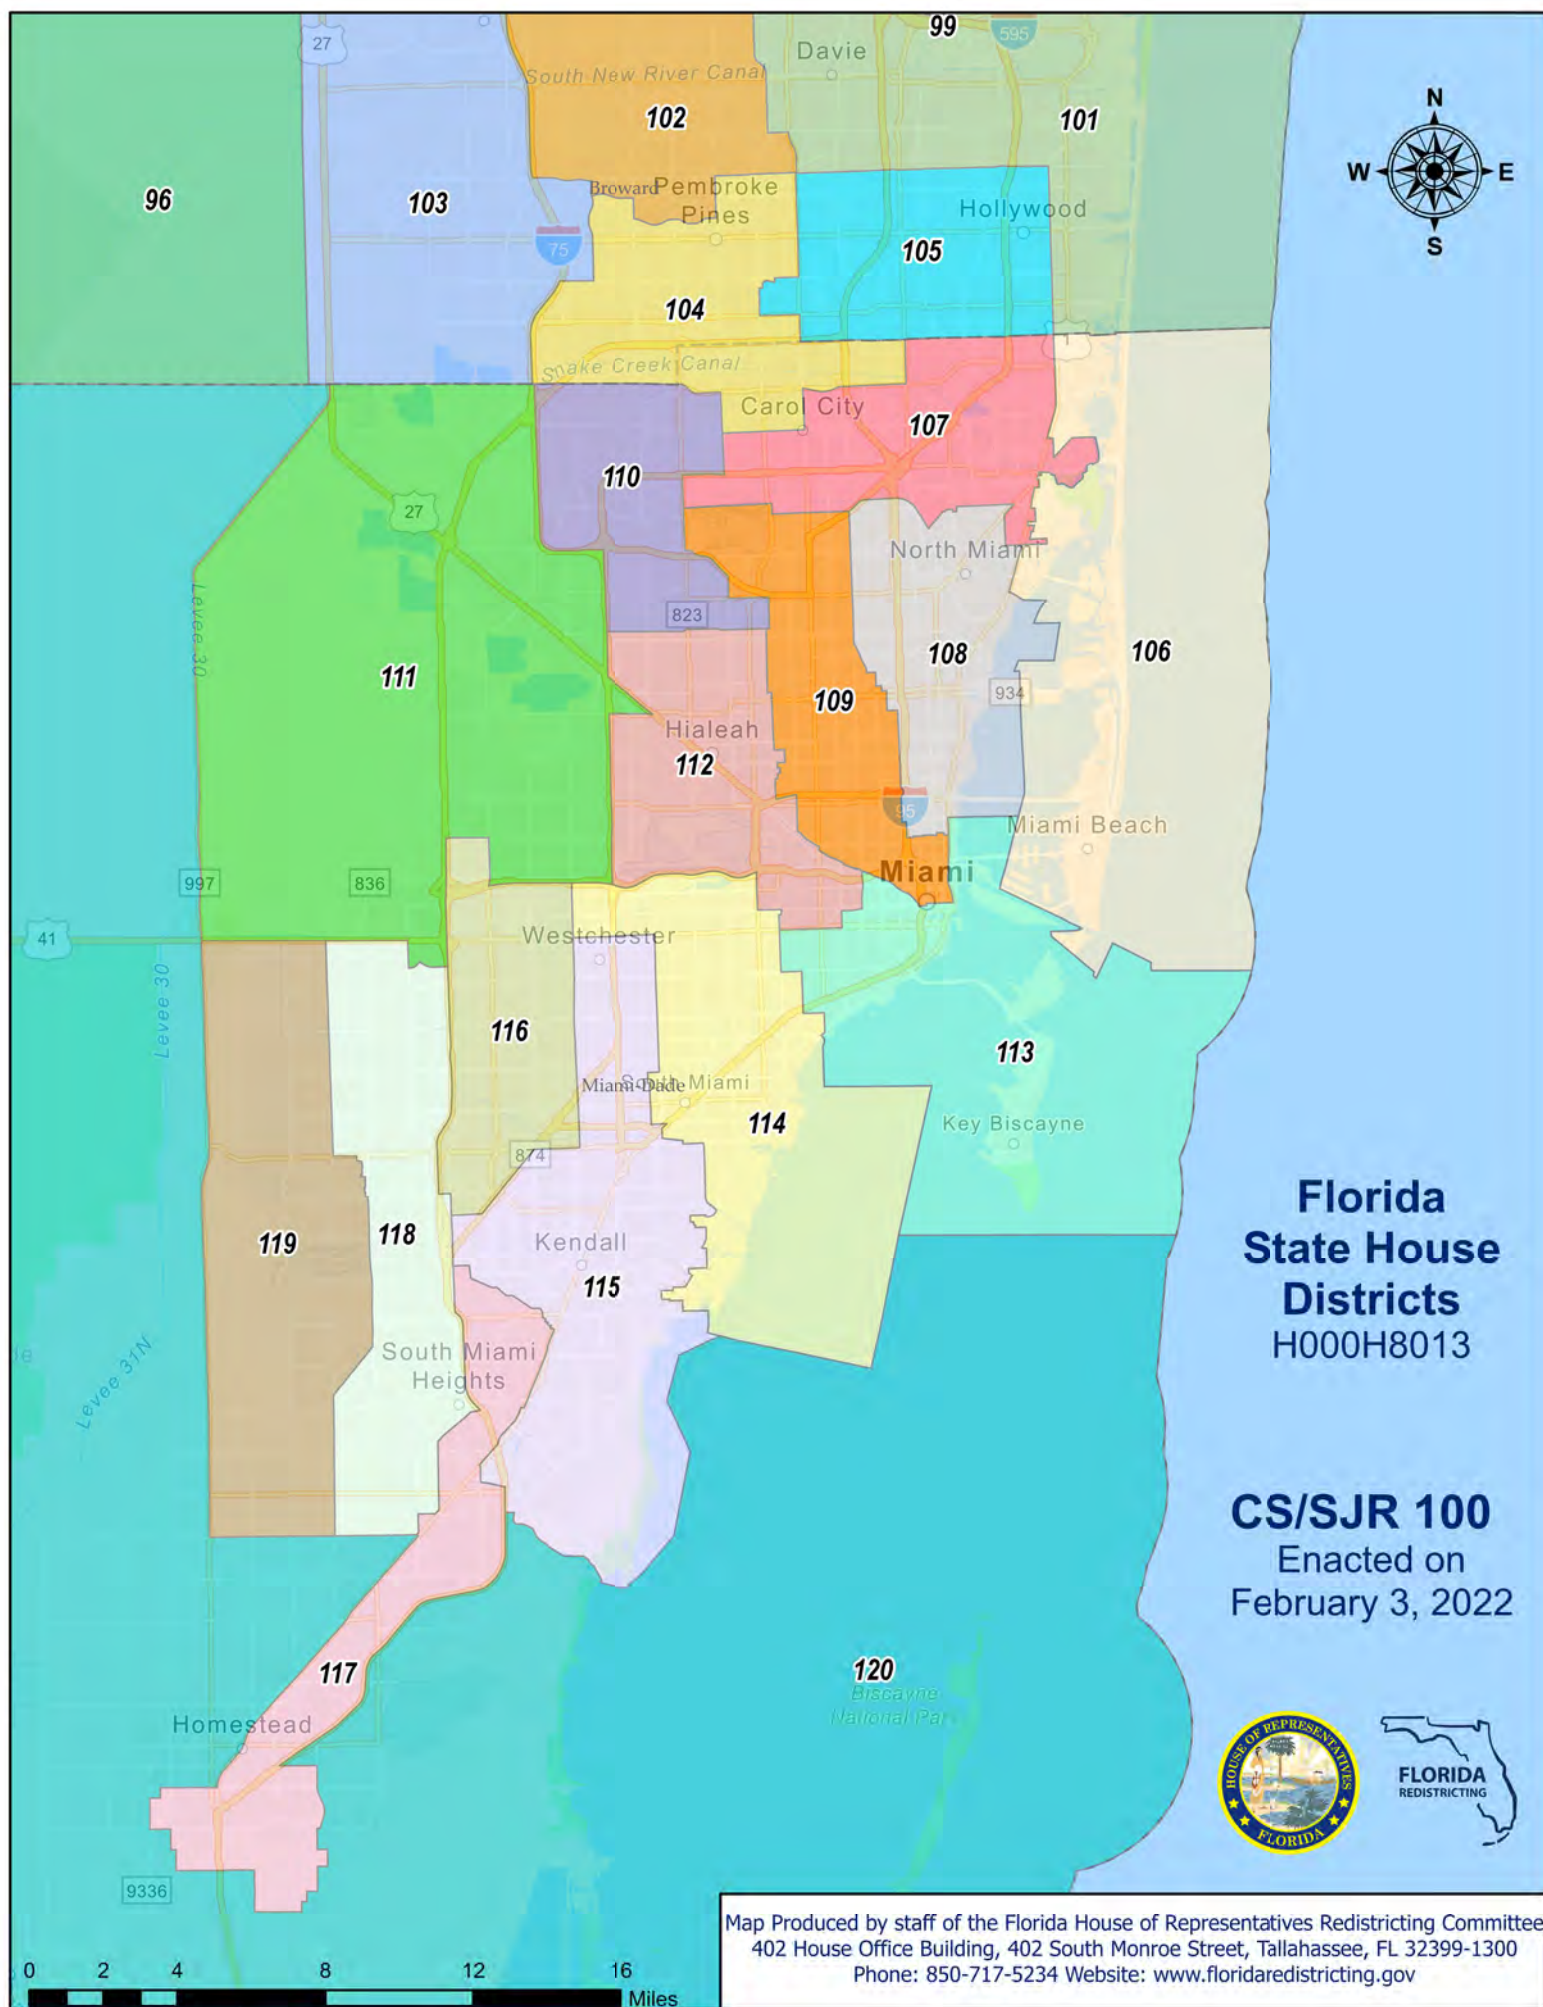 99
595
27
Davie
South New River Canal
102
101
N
W
E
S
96
103
Broward
Pembroke
Pines
Hollywood
75
105
104
1
Snake Creek Canal
Carol City
107
110
27
North Miami
Levee 30
823
111
108
106
109
934
Hialeah
112
95
Miami Beach
997
836
Miami
41
Westchester
Levee 30
116
113
Miami-Dade
South Miami
114
Key Biscayne
874
119
118
Kendall
115
South Miami
Heights
Levee 31N
de
Florida
State House
Districts
H000H8013
CS/SJR 100
Enacted on
February 3, 2022
117
120
Biscayne
National Par
Homestead
9336
HOUSE OF REPRESENTATIVES
FLORIDA
FLORIDA
REDISTRICTING
Map Produced by staff of the Florida House of Representatives Redistricting Committee
402 House Office Building, 402 South Monroe Street, Tallahassee, FL 32399-1300
Phone: 850-717-5234 Website: www.floridaredistricting.gov
0 2 4 8 12 16
Miles